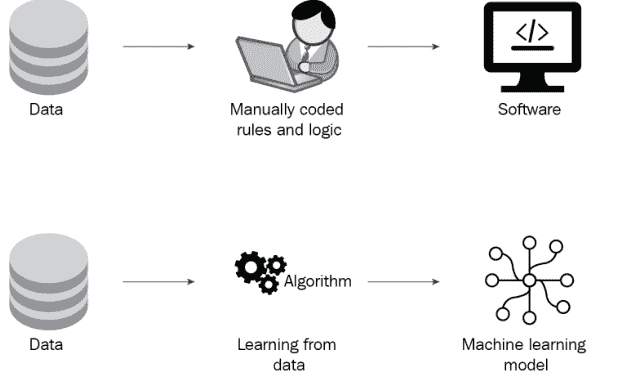 </>
Data
Manually coded
rules and logic
Software
Algorithm
Data
Learning from
data
Machine learning
model